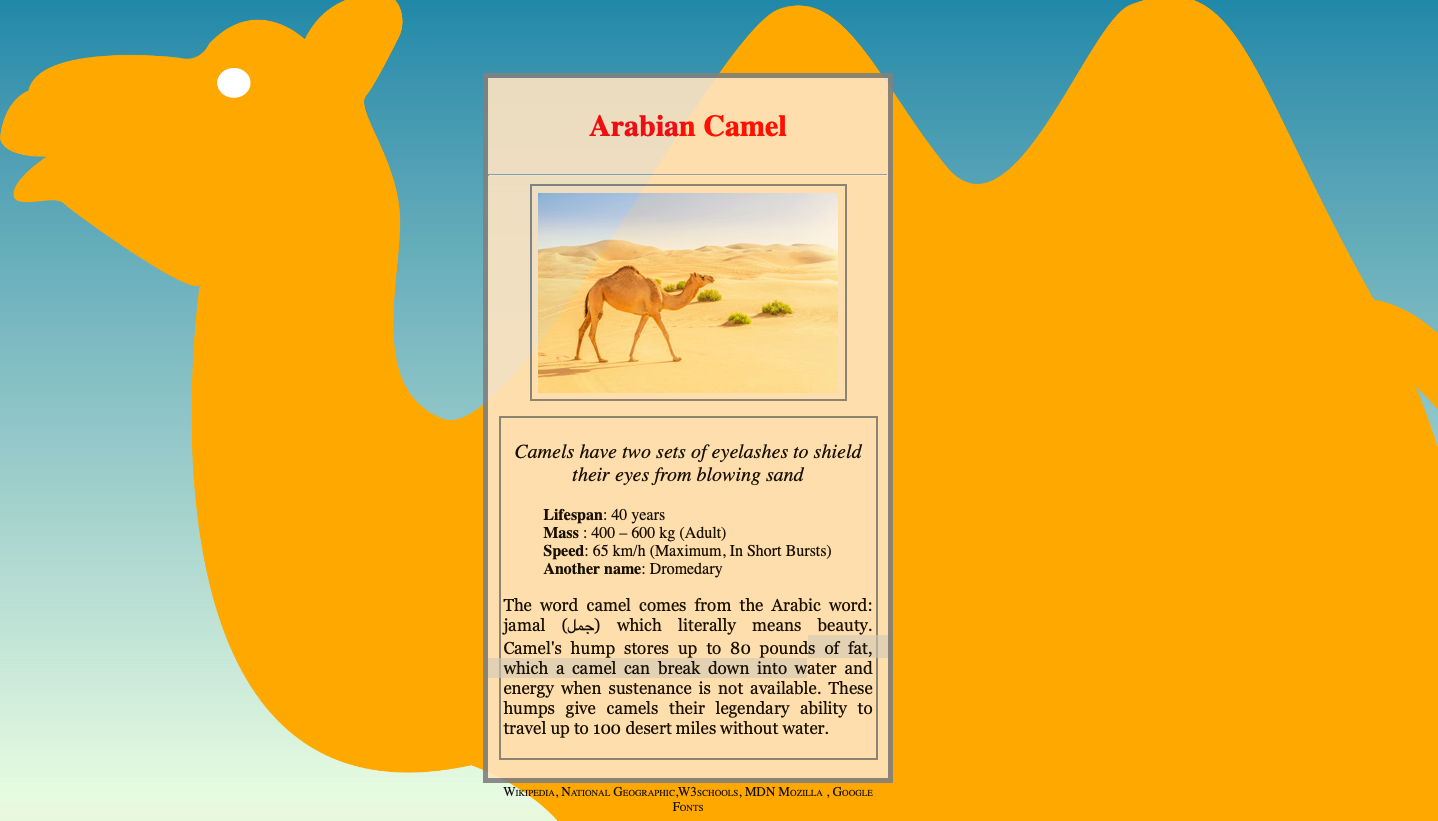 Arabian Camel
Camels have two sets of eyelashes to shield
their eyes from blowing sand
Lifespan: 40 years
Mass : 400 – 600 kg (Adult)
Speed: 65 km/h (Maximum, In Short Bursts)
Another name: Dromedary
The word camel comes from the Arabic word:
jamal (جمل) which literally means beauty.
Camel's hump stores up to 80 pounds of fat,
which a camel can break down into water and
energy when sustenance is not available. These
humps give camels their legendary ability to
travel up to 100 desert miles without water.
Wikipedia, National Geographic,W3schools, MDN Mozilla , Google
Fonts